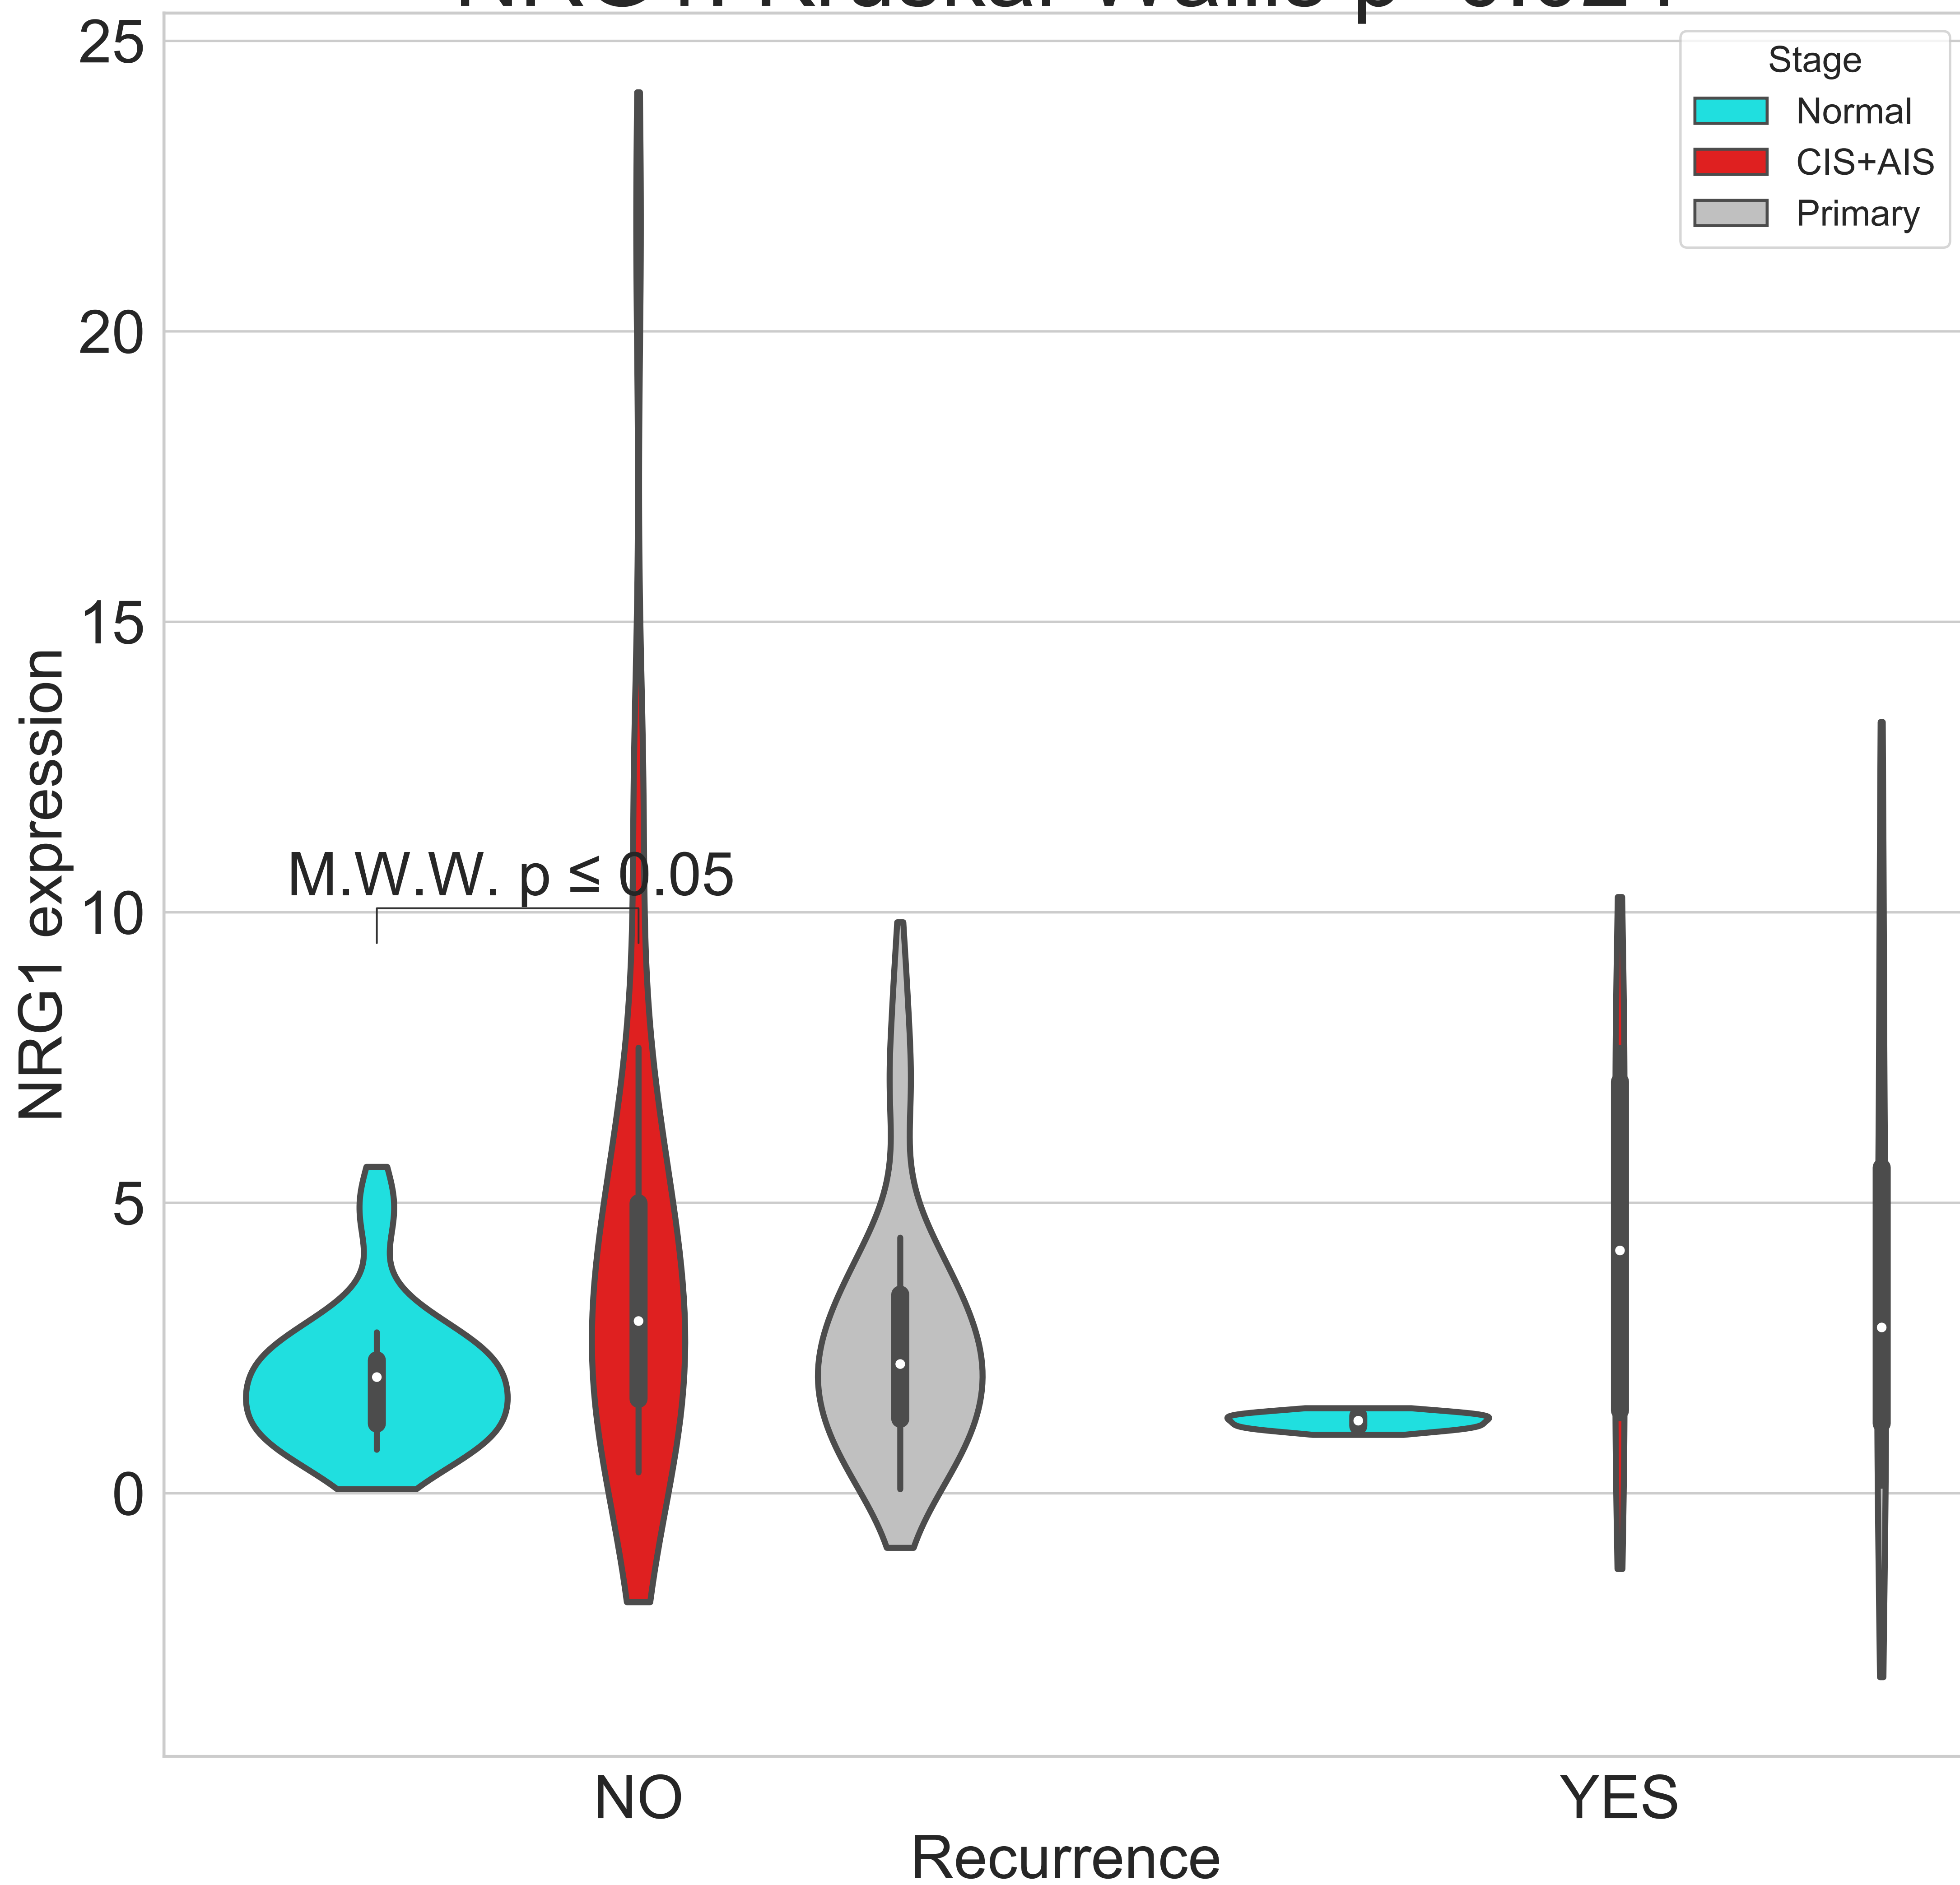 25
20
15
10
5
0
NRG1 expression
Stage
Normal
CIS+AIS
Primary
M.W.W. p ≤ 0.05
NO
YES
Recurrence